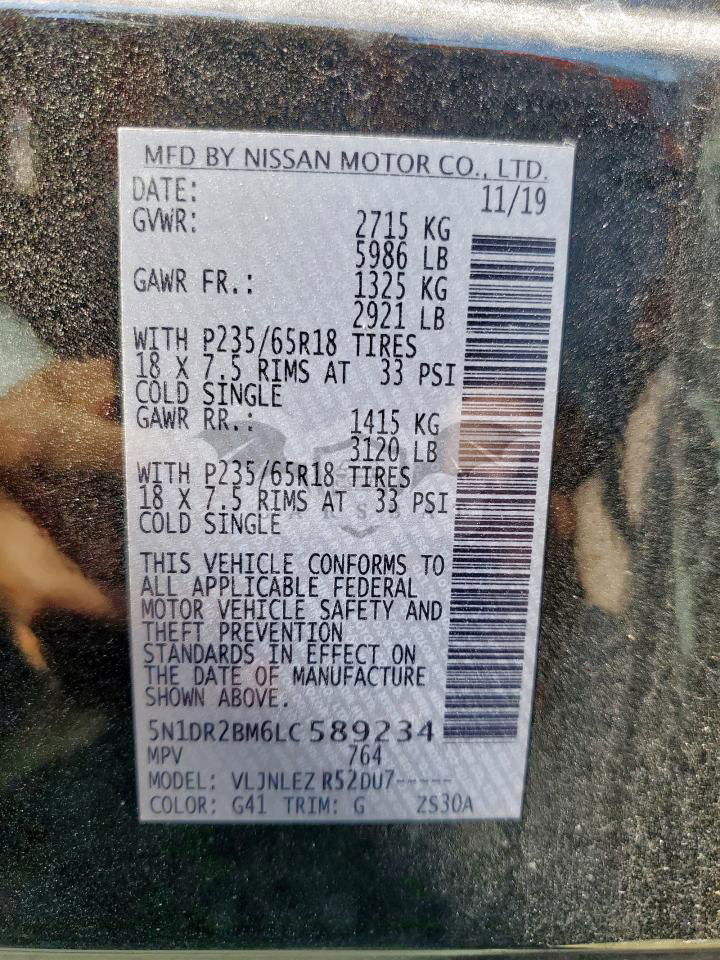 MFD BY NISSAN MOTOR CO., LTD.
DATE: 11/19
GVWR: 2715 KG
5986 LB
GAWR FR.: 1325 KG
2921 LB
WITH P235/65R18 TIRES
18 X 7.5 RIMS AT 33 PSI
COLD SINGLE
GAWR RR.: 1415 KG
3120 LB
WITH P235/65R18 TIRES
18 X 7.5 RIMS AT 33 PSI
COLD SINGLE
THIS VEHICLE CONFORMS TO
ALL APPLICABLE FEDERAL
MOTOR VEHICLE SAFETY AND
THEFT PREVENTION
STANDARDS IN EFFECT ON
THE DATE OF MANUFACTURE
SHOWN ABOVE.
5N1DR2BM6LC589234
MPV 764
MODEL: VLJNLEZ R52DU7-----
COLOR: G41 TRIM: G ZS30A